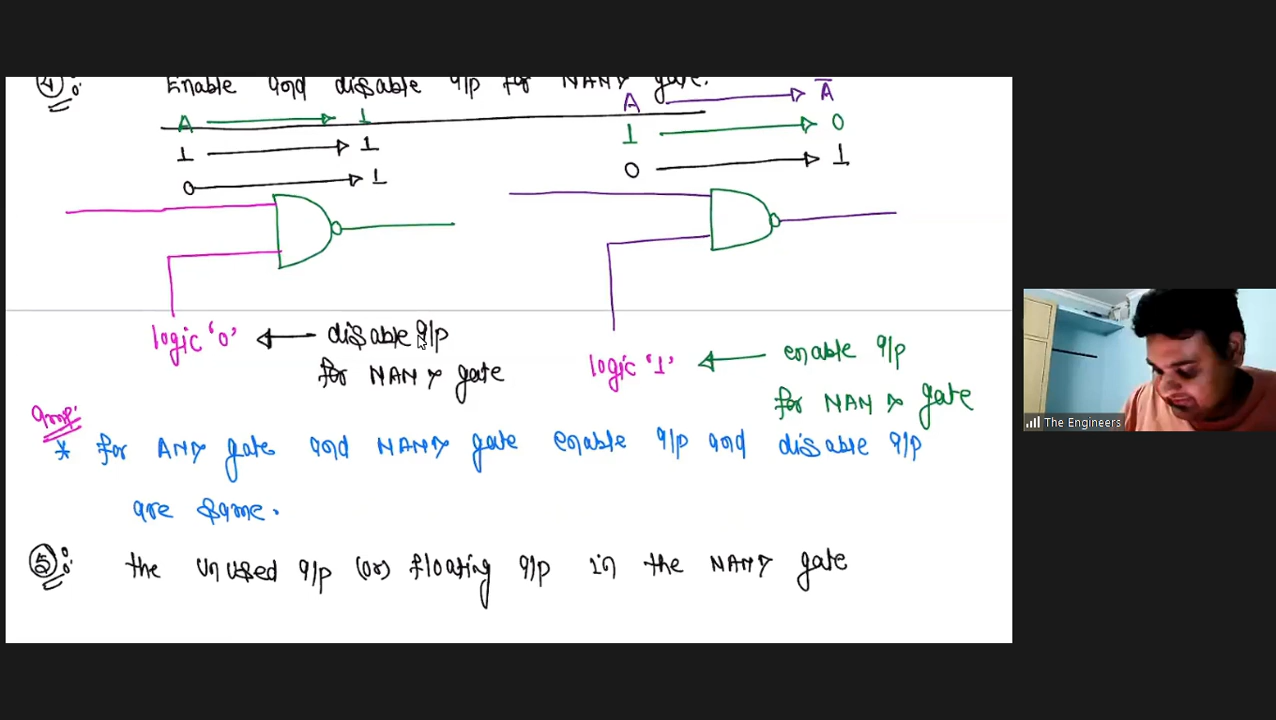 ④: Enable and disable i/p for NAND gate.
A → 1
1 → 1
0 → 1
A → A̅
1 → 0
0 → 1
logic '0' ← disable i/p
for NAND gate
logic '1' ← enable i/p
for NAND gate
imp:
* for AND gate and NAND gate enable i/p and disable i/p
are same.
⑤: the unused i/p (or) floating i/p in the NAND gate
The Engineers